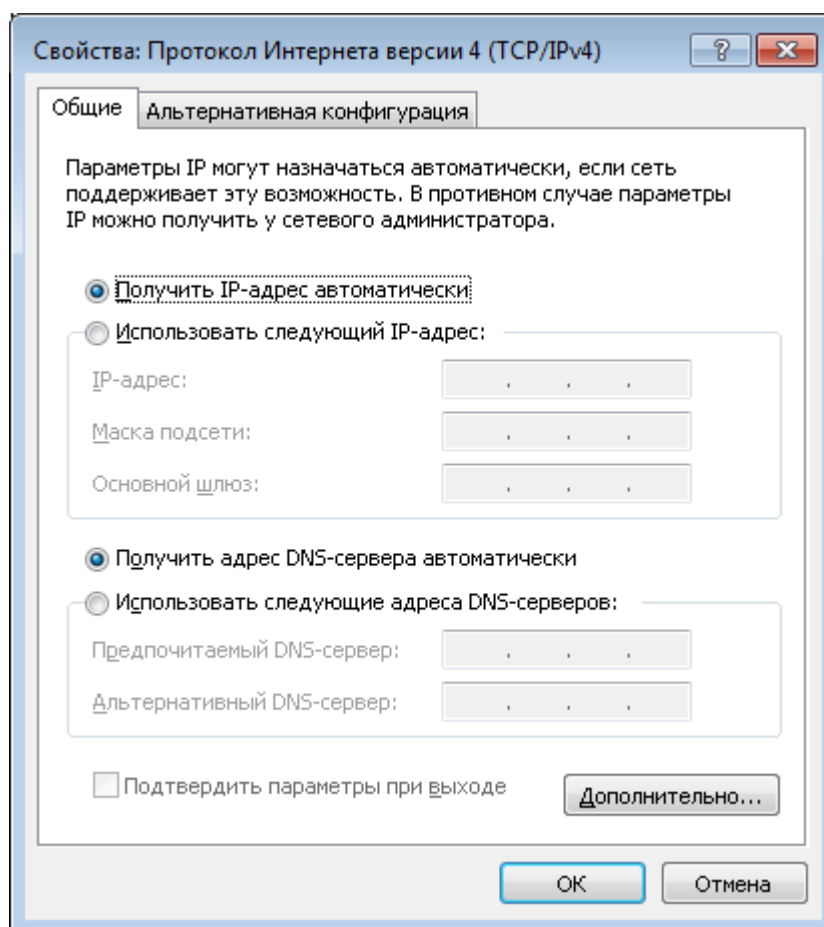 Свойства: Протокол Интернета версии 4 (TCP/IPv4)
Общие
Альтернативная конфигурация
Параметры IP могут назначаться автоматически, если сеть
поддерживает эту возможность. В противном случае параметры
IP можно получить у сетевого администратора.
Получить IP-адрес автоматически
Использовать следующий IP-адрес:
IP-адрес:
Маска подсети:
Основной шлюз:
Получить адрес DNS-сервера автоматически
Использовать следующие адреса DNS-серверов:
Предпочитаемый DNS-сервер:
Альтернативный DNS-сервер:
Подтвердить параметры при выходе
Дополнительно...
ОК
Отмена